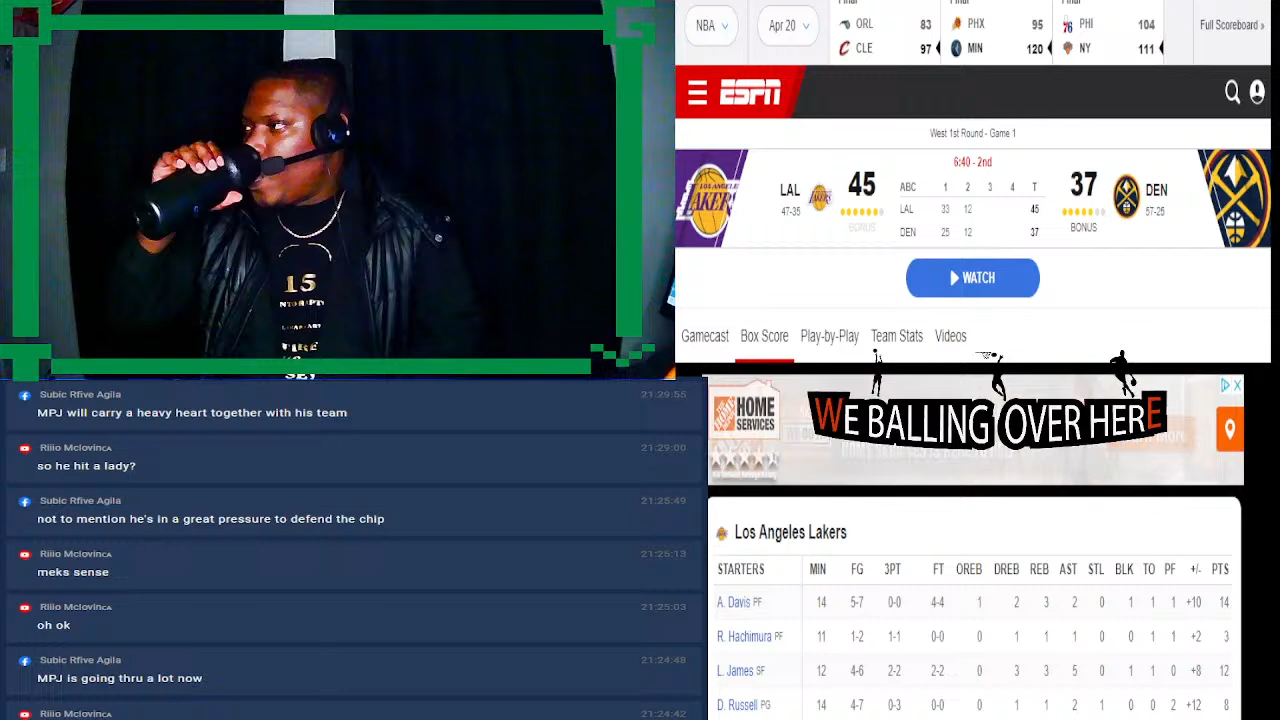 NBA
Apr 20
Final
Final
Final
ORL 83
CLE 97
PHX 95
MIN 120
PHI 104
NY 111
Full Scoreboard »
ESPN
West 1st Round - Game 1
6:40 - 2nd
LAL
47-35
45
BONUS
ABC 1 2 3 4 T
LAL 33 12 45
DEN 25 12 37
37
BONUS
DEN
57-25
WATCH
Gamecast Box Score Play-by-Play Team Stats Videos
15
Subic Rfive Agila 21:29:55
MPJ will carry a heavy heart together with his team
Riiio McIovincᴀ 21:29:00
so he hit a lady?
Subic Rfive Agila 21:25:49
not to mention he's in a great pressure to defend the chip
Riiio McIovincᴀ 21:25:13
meks sense
Riiio McIovincᴀ 21:25:03
oh ok
Subic Rfive Agila 21:24:48
MPJ is going thru a lot now
Riiio McIovincᴀ 21:24:42
HOME
SERVICES
WE BALLING OVER HERE
Los Angeles Lakers
STARTERS MIN FG 3PT FT OREB DREB REB AST STL BLK TO PF +/- PTS
A. Davis PF 14 5-7 0-0 4-4 1 2 3 2 0 1 1 1 +10 14
R. Hachimura PF 11 1-2 1-1 0-0 0 1 1 1 0 0 1 1 +2 3
L. James SF 12 4-6 2-2 2-2 0 3 3 5 0 1 1 0 +8 12
D. Russell PG 14 4-7 0-3 0-0 0 1 1 2 1 0 0 2 +12 8